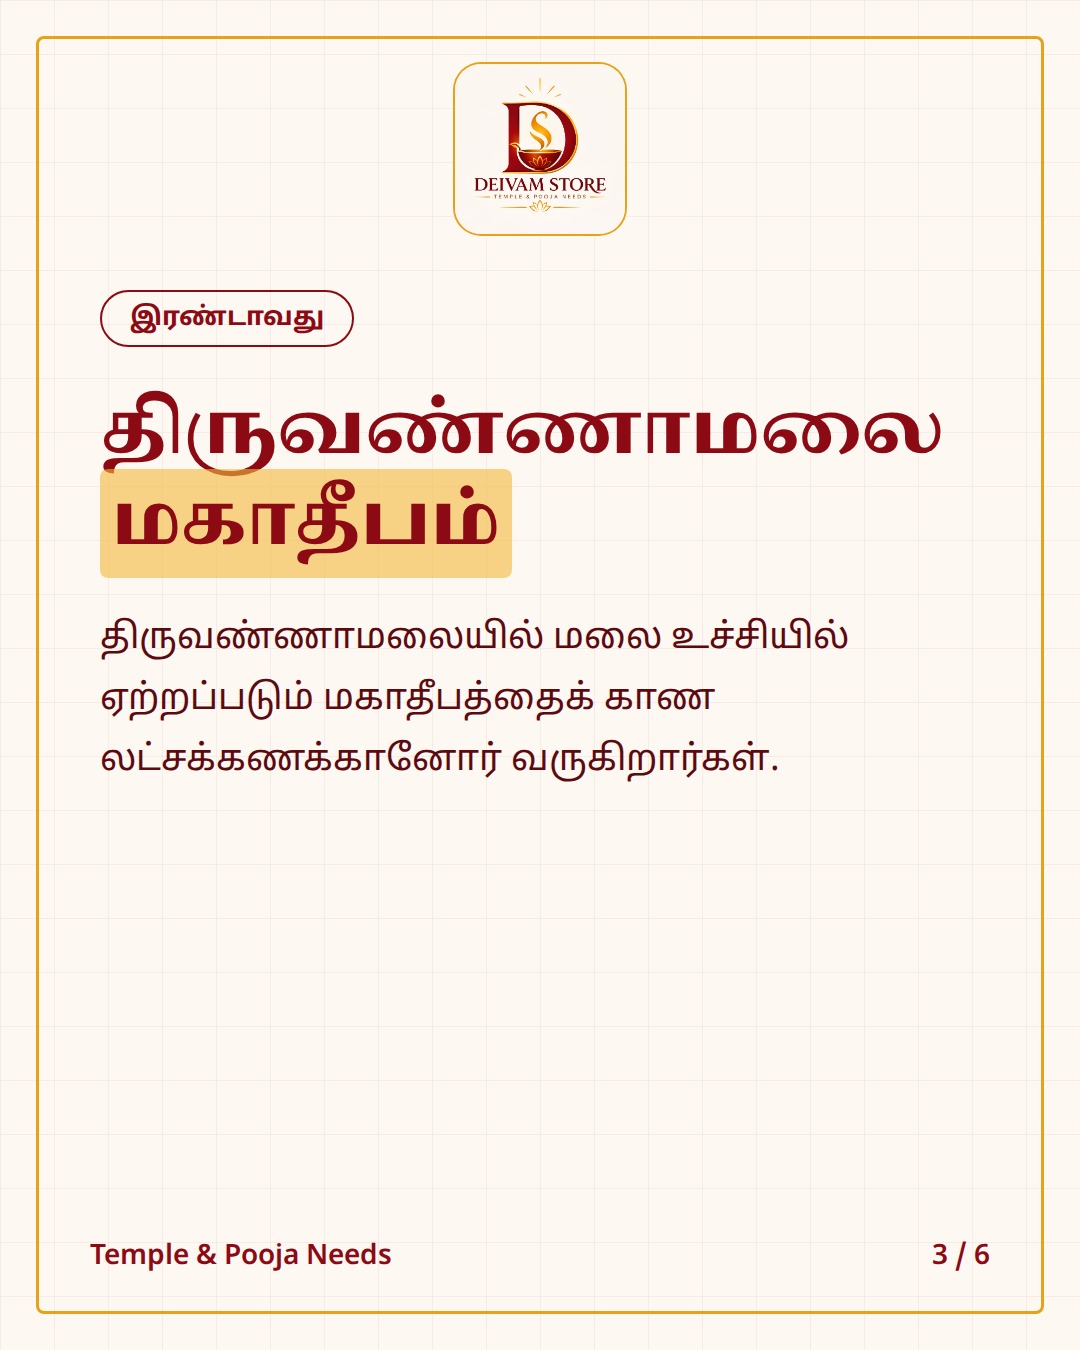 DEIVAM STORE
TEMPLE & POOJA NEEDS
இரண்டாவது
திருவண்ணாமலை
மகாதீபம்
திருவண்ணாமலையில் மலை உச்சியில்
ஏற்றப்படும் மகாதீபத்தைக் காண
லட்சக்கணக்கானோர் வருகிறார்கள்.
Temple & Pooja Needs
3 / 6